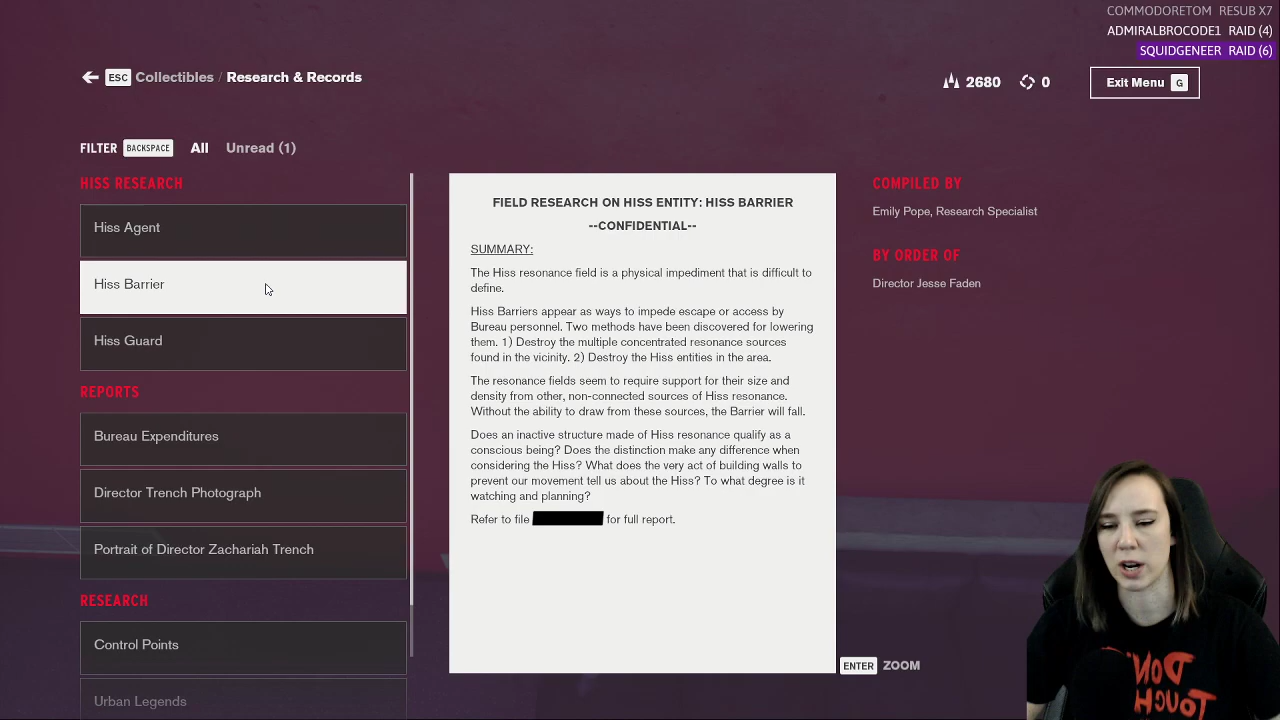 COMMODORETOM RESUB X7
ADMIRALBROCODE1 RAID (4)
SQUIDGENEER RAID (6)
ESC Collectibles / Research & Records
2680 0 Exit Menu G
FILTER BACKSPACE All Unread (1)
HISS RESEARCH
Hiss Agent
Hiss Barrier
Hiss Guard
REPORTS
Bureau Expenditures
Director Trench Photograph
Portrait of Director Zachariah Trench
RESEARCH
Control Points
Urban Legends
FIELD RESEARCH ON HISS ENTITY: HISS BARRIER
--CONFIDENTIAL--
SUMMARY:
The Hiss resonance field is a physical impediment that is difficult to
define.
Hiss Barriers appear as ways to impede escape or access by
Bureau personnel. Two methods have been discovered for lowering
them. 1) Destroy the multiple concentrated resonance sources
found in the vicinity. 2) Destroy the Hiss entities in the area.
The resonance fields seem to require support for their size and
density from other, non-connected sources of Hiss resonance.
Without the ability to draw from these sources, the Barrier will fall.
Does an inactive structure made of Hiss resonance qualify as a
conscious being? Does the distinction make any difference when
considering the Hiss? What does the very act of building walls to
prevent our movement tell us about the Hiss? To what degree is it
watching and planning?
Refer to file for full report.
ENTER ZOOM
COMPILED BY
Emily Pope, Research Specialist
BY ORDER OF
Director Jesse Faden
DON'T
TOUCH